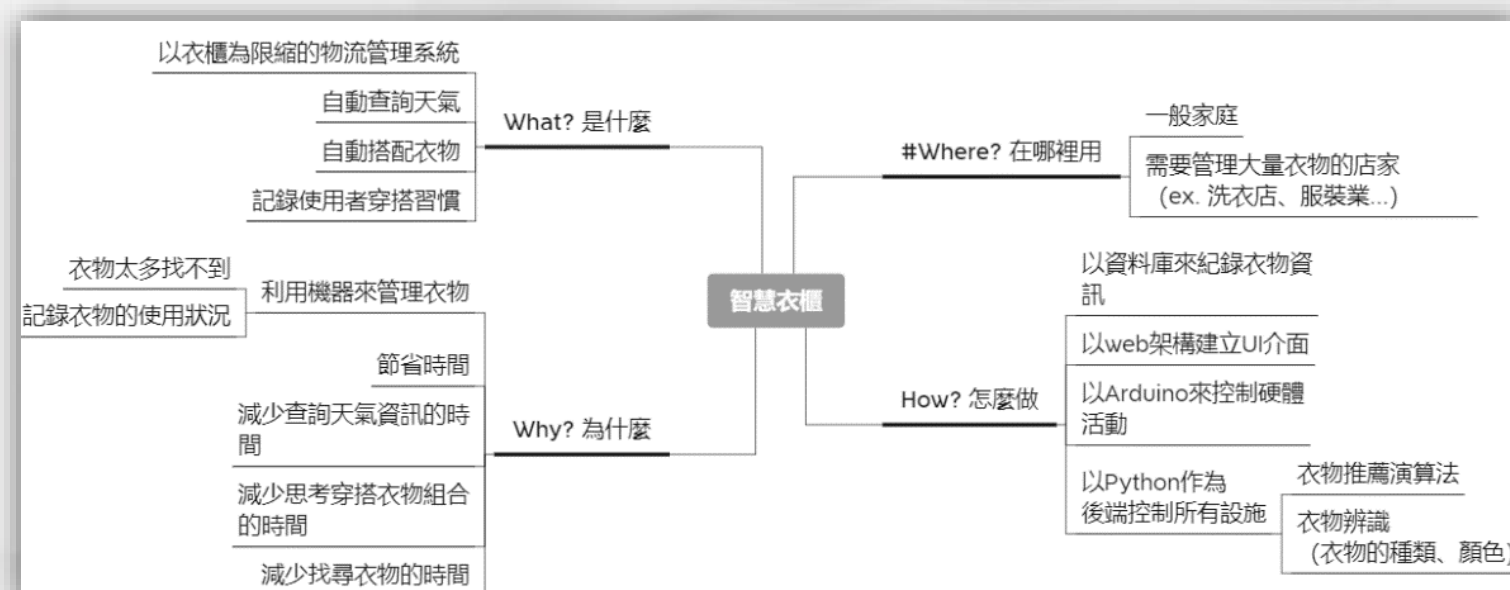 以衣櫃為限縮的物流管理系統
自動查詢天氣
自動搭配衣物
記錄使用者穿搭習慣
What? 是什麼
衣物太多找不到
記錄衣物的使用狀況
利用機器來管理衣物
節省時間
減少查詢天氣資訊的時
間
減少思考穿搭衣物組合
的時間
減少找尋衣物的時間
Why? 為什麼
智慧衣櫃
#Where? 在哪裡用
一般家庭
需要管理大量衣物的店家
(ex. 洗衣店、服裝業...)
How? 怎麼做
以資料庫來紀錄衣物資
訊
以web架構建立UI介面
以Arduino來控制硬體
活動
以Python作為
後端控制所有設施
衣物推薦演算法
衣物辨識
(衣物的種類、顏色)